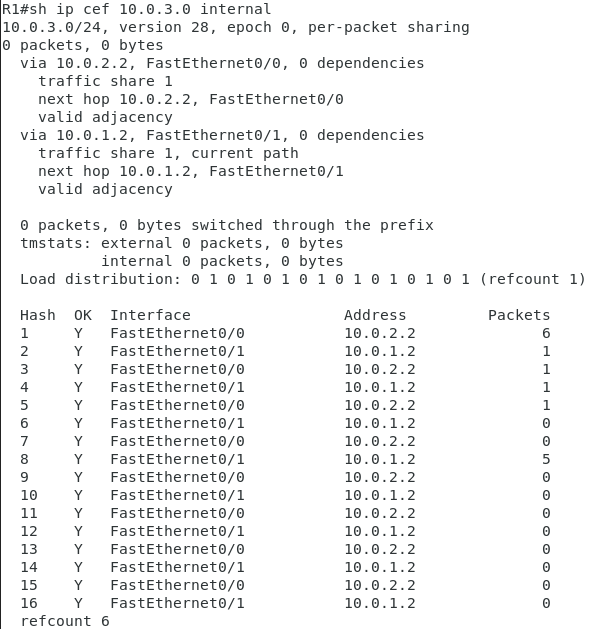 R1#sh ip cef 10.0.3.0 internal
10.0.3.0/24, version 28, epoch 0, per-packet sharing
0 packets, 0 bytes
  via 10.0.2.2, FastEthernet0/0, 0 dependencies
    traffic share 1
    next hop 10.0.2.2, FastEthernet0/0
    valid adjacency
  via 10.0.1.2, FastEthernet0/1, 0 dependencies
    traffic share 1, current path
    next hop 10.0.1.2, FastEthernet0/1
    valid adjacency

  0 packets, 0 bytes switched through the prefix
  tmstats: external 0 packets, 0 bytes
           internal 0 packets, 0 bytes
  Load distribution: 0 1 0 1 0 1 0 1 0 1 0 1 0 1 0 1 (refcount 1)

  Hash  OK  Interface                 Address         Packets
  1     Y   FastEthernet0/0           10.0.2.2              6
  2     Y   FastEthernet0/1           10.0.1.2              1
  3     Y   FastEthernet0/0           10.0.2.2              1
  4     Y   FastEthernet0/1           10.0.1.2              1
  5     Y   FastEthernet0/0           10.0.2.2              1
  6     Y   FastEthernet0/1           10.0.1.2              0
  7     Y   FastEthernet0/0           10.0.2.2              0
  8     Y   FastEthernet0/1           10.0.1.2              5
  9     Y   FastEthernet0/0           10.0.2.2              0
  10    Y   FastEthernet0/1           10.0.1.2              0
  11    Y   FastEthernet0/0           10.0.2.2              0
  12    Y   FastEthernet0/1           10.0.1.2              0
  13    Y   FastEthernet0/0           10.0.2.2              0
  14    Y   FastEthernet0/1           10.0.1.2              0
  15    Y   FastEthernet0/0           10.0.2.2              0
  16    Y   FastEthernet0/1           10.0.1.2              0
  refcount 6